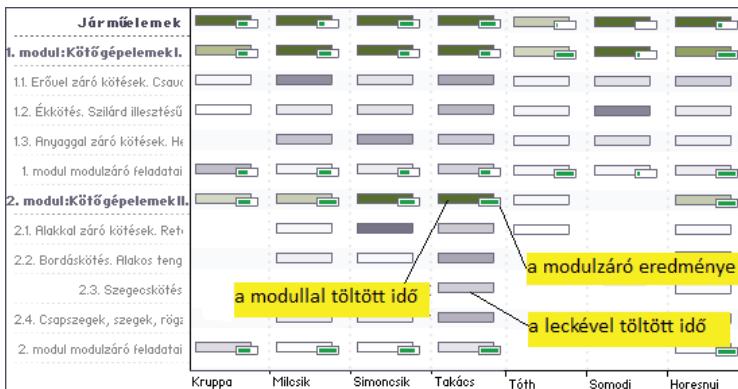 Járműelemek
1. modul:Kötőgépelemek I.
1.1. Erővel záró kötések. Csavo
1.2. Ékkötés. Szilárd illesztésű
1.3. Anyaggal záró kötések. He
1. modul modulzáró feladatai
2. modul:Kötőgépelemek II.
2.1. Alakkal záró kötések. Reto
2.2. Bordáskötés. Alakos teng
a modulzáró eredménye
2.3. Szegecskötés
a modullal töltött idő
2.4. Csapszegek, szegek, rögz
a leckével töltött idő
2. modul modulzáró feladatai
Kruppa Milcsik Simoncsik Takács Tóth Somodi Horesnyi